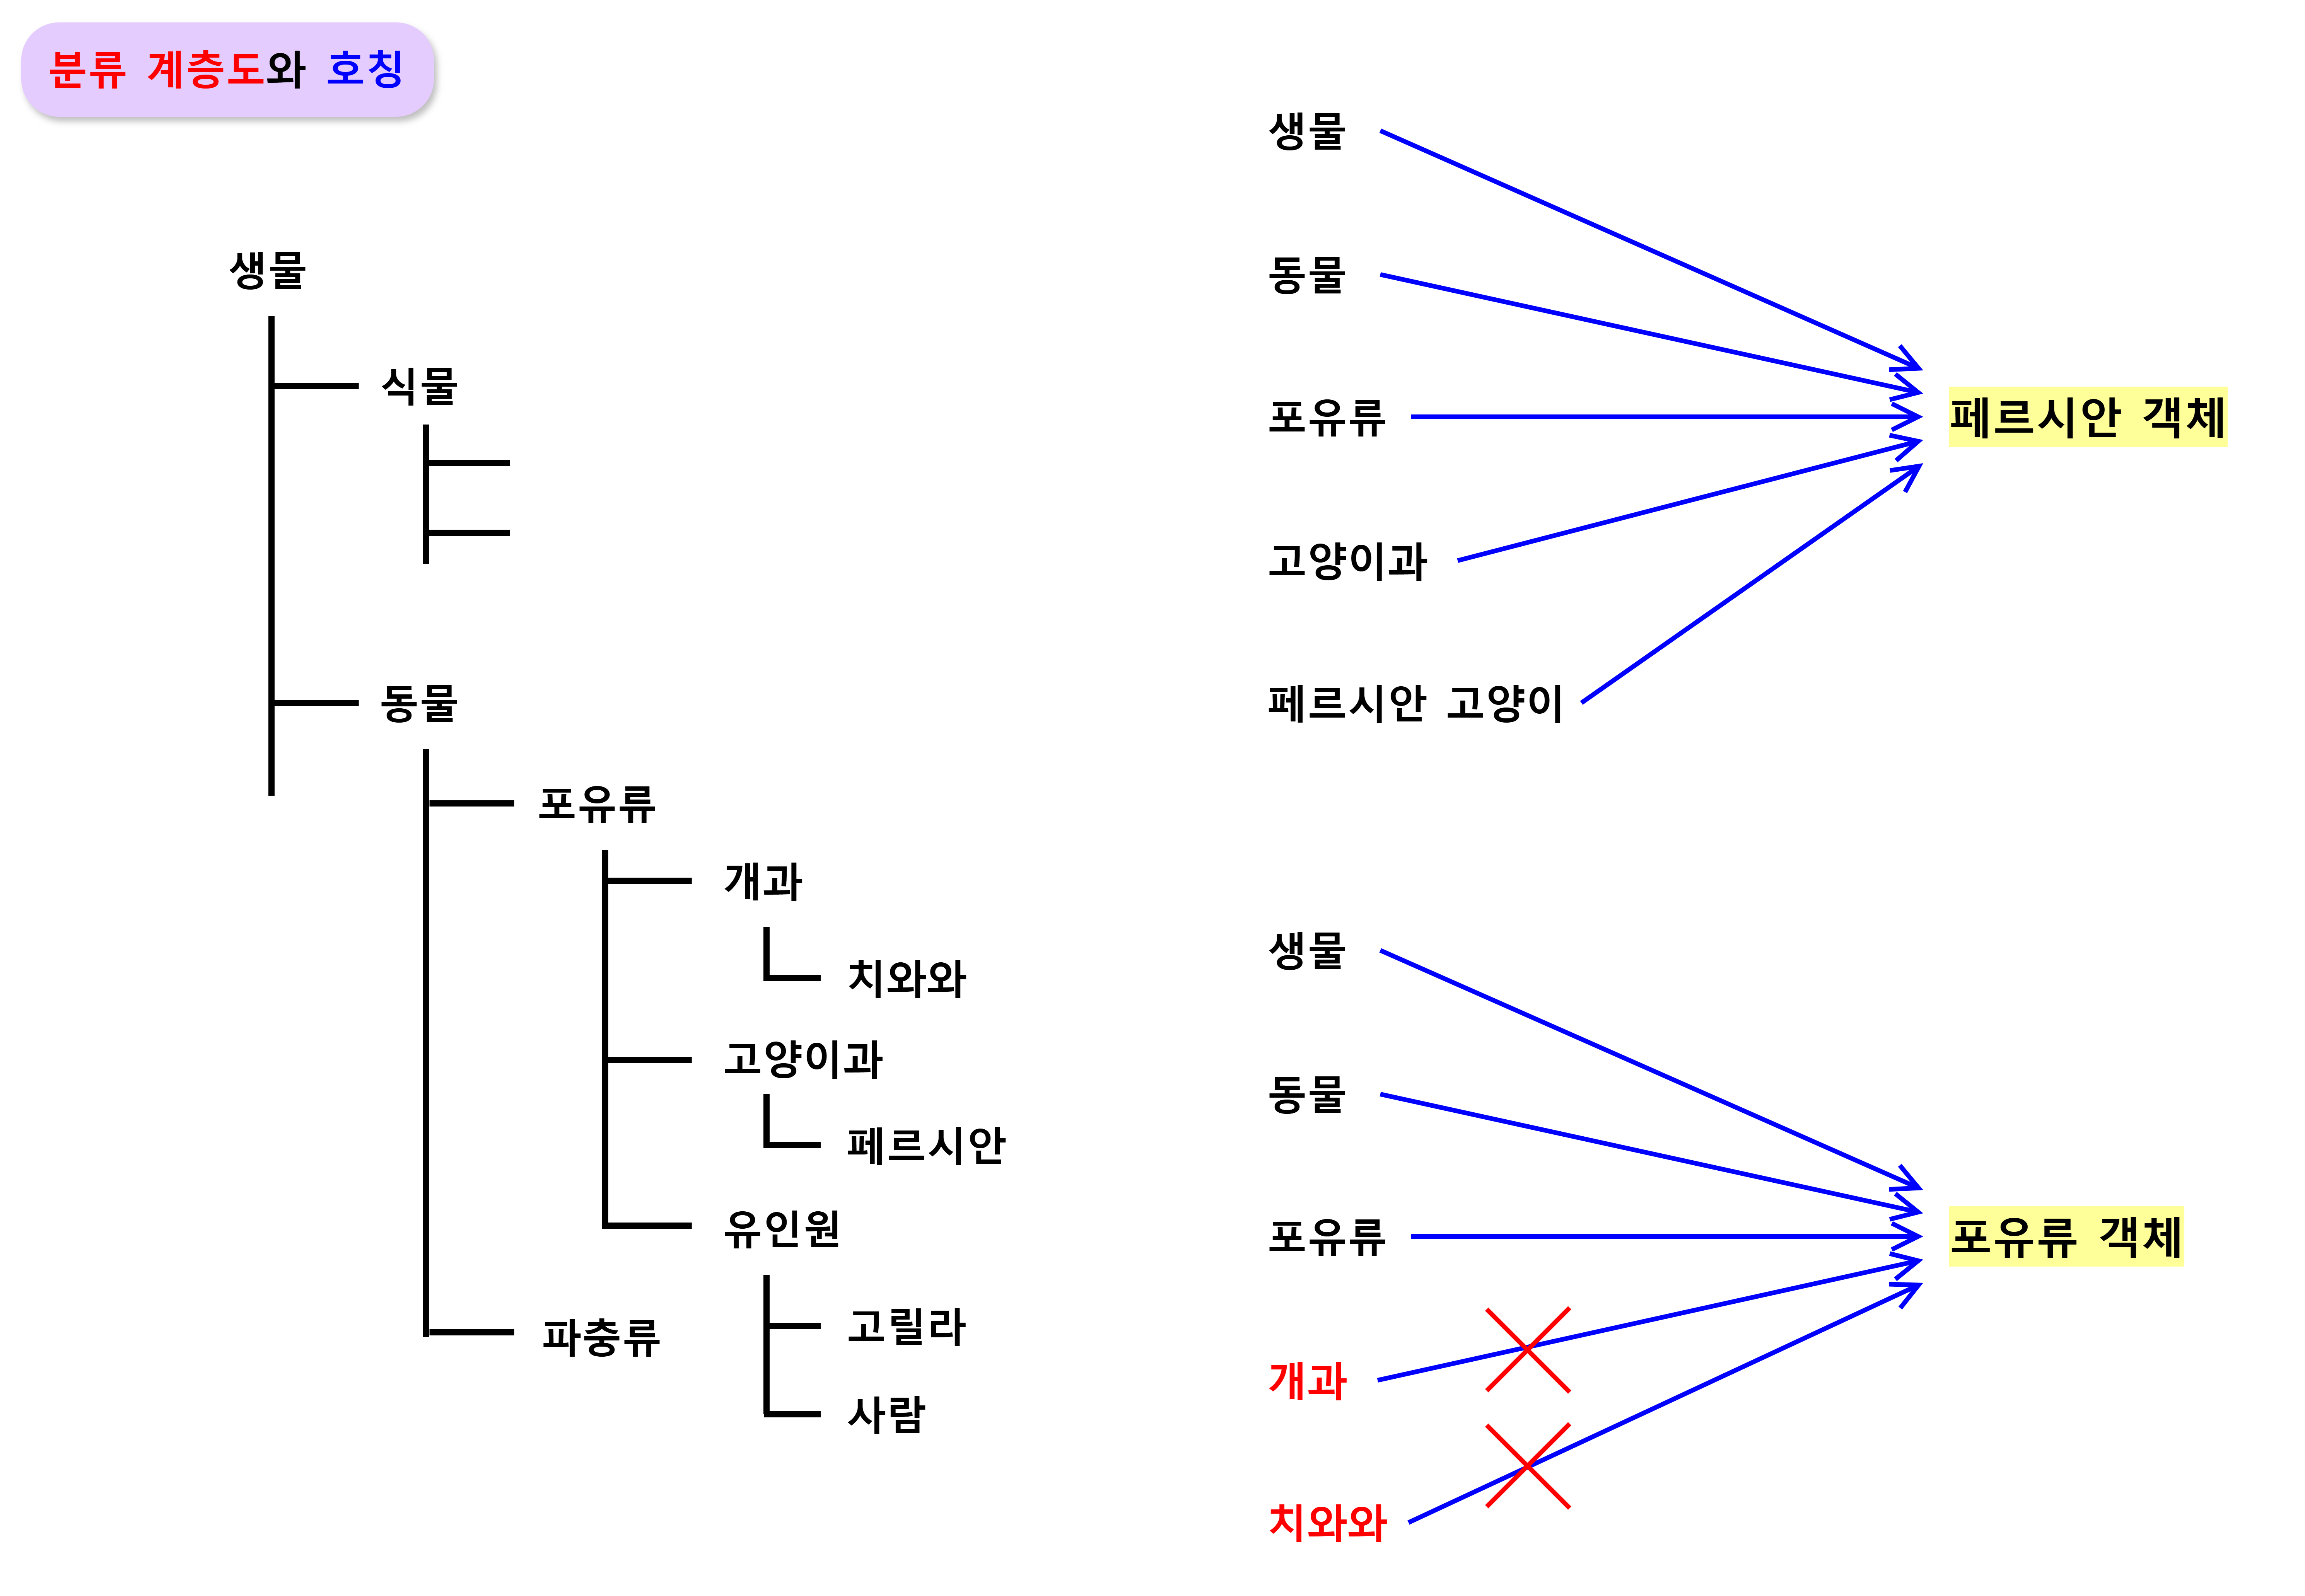 분류 계층도와 호칭
생물
식물
동물
포유류
개과
치와와
고양이과
페르시안
유인원
고릴라
사람
파충류
생물
동물
포유류
고양이과
페르시안 고양이
페르시안 객체
생물
동물
포유류
개과
치와와
포유류 객체